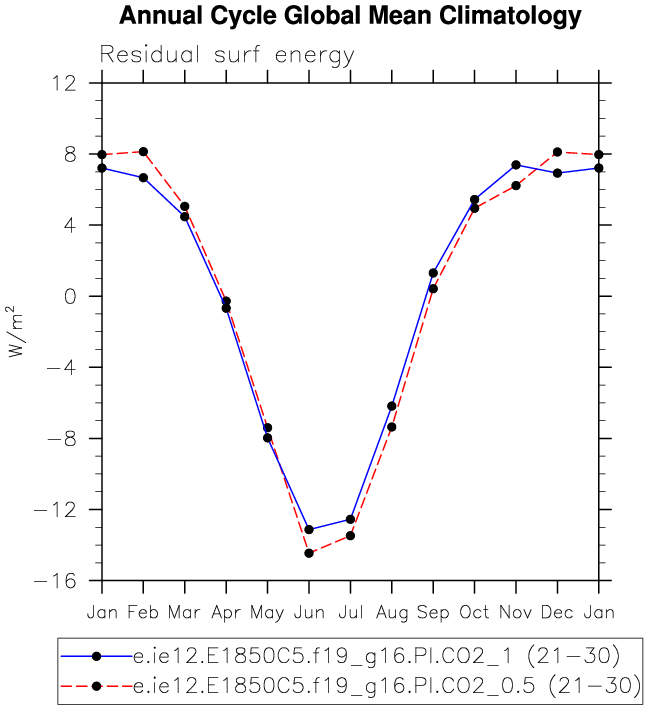 Annual Cycle Global Mean Climatology
Residual surf energy
12
8
4
0
−4
−8
−12
−16
W/m²
Jan Feb Mar Apr May Jun Jul Aug Sep Oct Nov Dec Jan
e.ie12.E1850C5.f19_g16.PI.CO2_1 (21−30)
e.ie12.E1850C5.f19_g16.PI.CO2_0.5 (21−30)